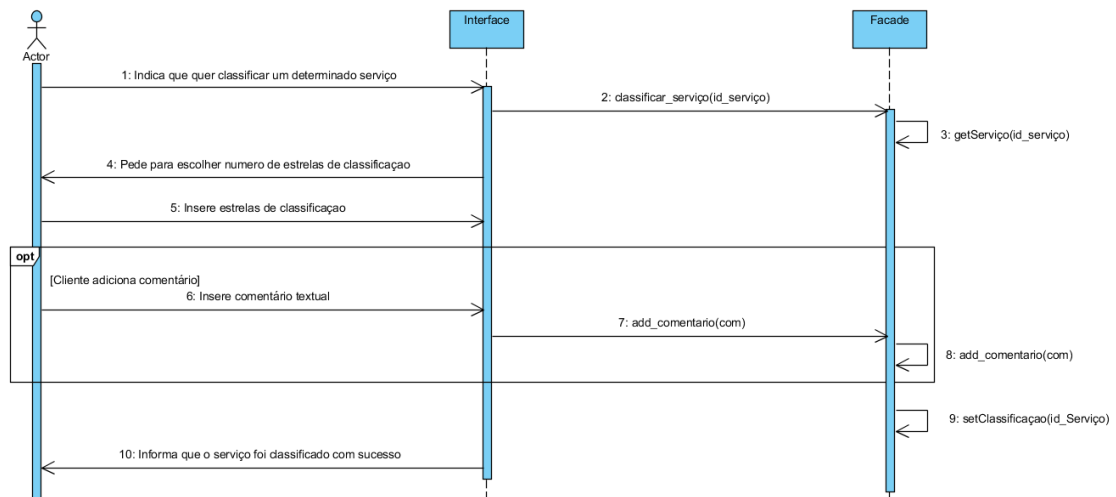 Actor
Interface
Facade
1: Indica que quer classificar um determinado serviço
2: classificar_serviço(id_serviço)
3: getServiço(id_serviço)
4: Pede para escolher numero de estrelas de classificaçao
5: Insere estrelas de classificaçao
opt
[Cliente adiciona comentário]
6: Insere comentário textual
7: add_comentario(com)
8: add_comentario(com)
9: setClassificaçao(id_Serviço)
10: Informa que o serviço foi classificado com sucesso